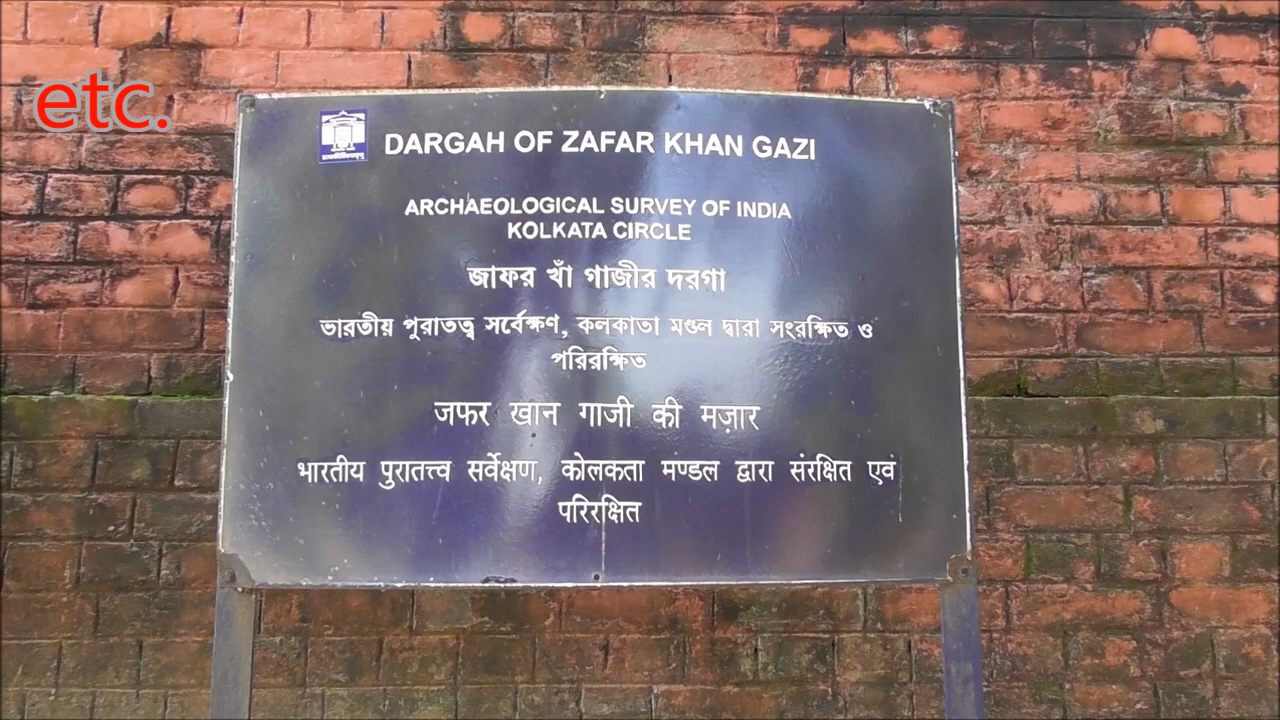 etc.
DARGAH OF ZAFAR KHAN GAZI
ARCHAEOLOGICAL SURVEY OF INDIA
KOLKATA CIRCLE
জাফর খাঁ গাজীর দরগা
ভারতীয় পুরাতত্ত্ব সর্বেক্ষণ, কলকাতা মণ্ডল দ্বারা সংরক্ষিত ও
পরিরক্ষিত
जफर खान गाजी की मज़ार
भारतीय पुरातत्त्व सर्वेक्षण, कोलकता मण्डल द्वारा संरक्षित एवं
परिरक्षित